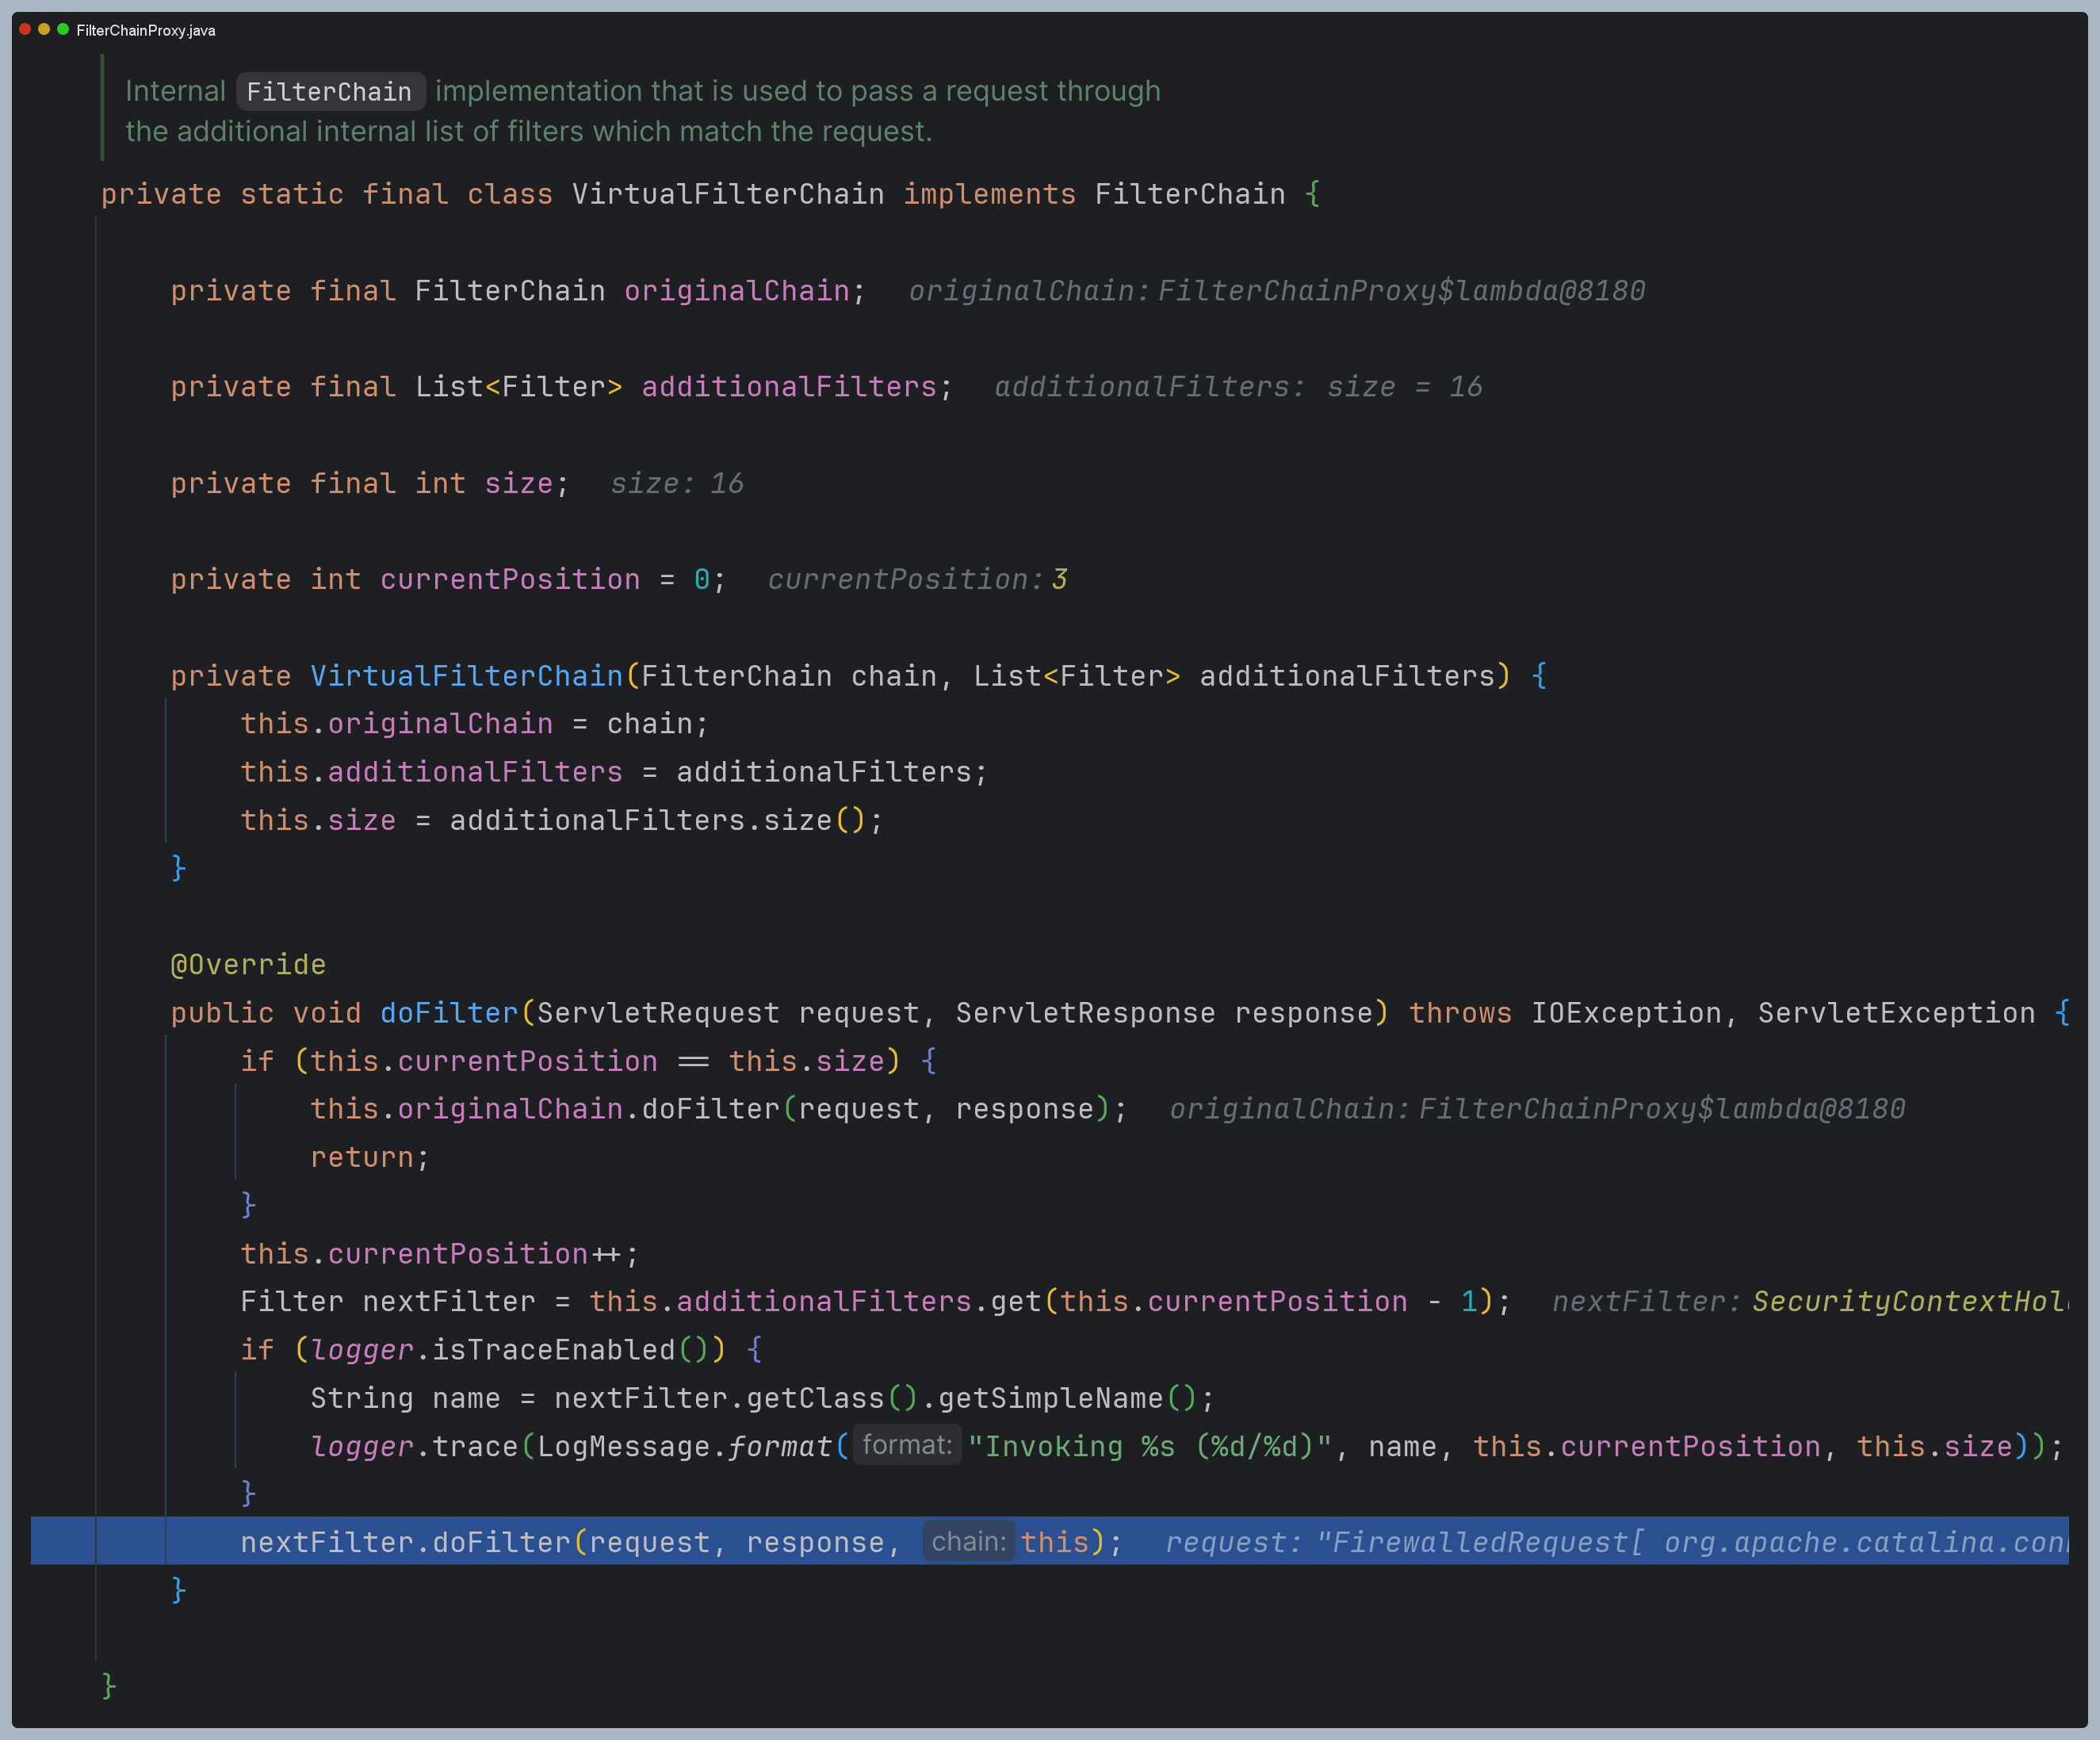 FilterChainProxy.java
Internal FilterChain implementation that is used to pass a request through
the additional internal list of filters which match the request.
private static final class VirtualFilterChain implements FilterChain {
private final FilterChain originalChain; originalChain: FilterChainProxy$lambda@8180
private final List<Filter> additionalFilters; additionalFilters: size = 16
private final int size; size: 16
private int currentPosition = 0; currentPosition: 3
private VirtualFilterChain(FilterChain chain, List<Filter> additionalFilters) {
this.originalChain = chain;
this.additionalFilters = additionalFilters;
this.size = additionalFilters.size();
}
@Override
public void doFilter(ServletRequest request, ServletResponse response) throws IOException, ServletException {
if (this.currentPosition == this.size) {
this.originalChain.doFilter(request, response); originalChain: FilterChainProxy$lambda@8180
return;
}
this.currentPosition++;
Filter nextFilter = this.additionalFilters.get(this.currentPosition - 1); nextFilter: SecurityContextHol
if (logger.isTraceEnabled()) {
String name = nextFilter.getClass().getSimpleName();
logger.trace(LogMessage.format( format: "Invoking %s (%d/%d)", name, this.currentPosition, this.size));
}
nextFilter.doFilter(request, response, chain: this); request: "FirewalledRequest[ org.apache.catalina.con
}
}